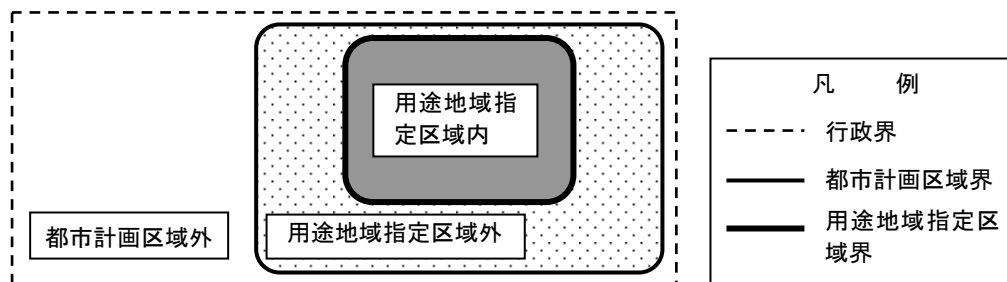 用途地域指
定区域内
都市計画区域外
用途地域指定区域外
凡 例
行政界
都市計画区域界
用途地域指定区
域界